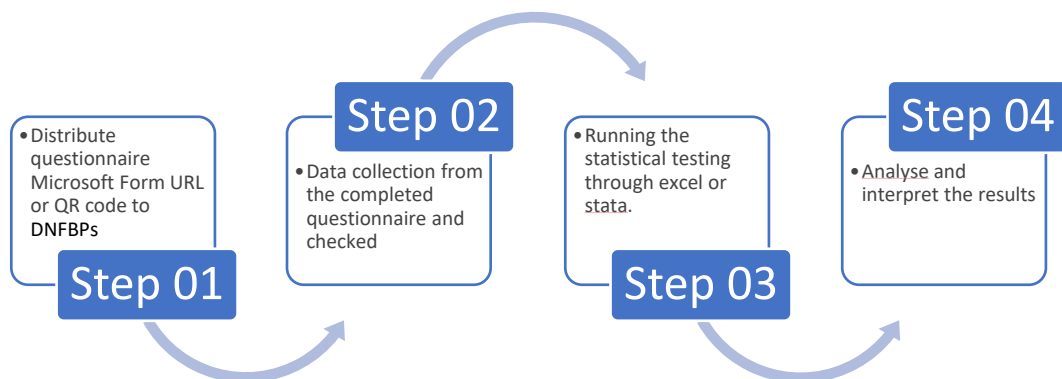 • Distribute
questionnaire
Microsoft Form URL
or QR code to
DNFBPs
Step 01
Step 02
• Data collection from
the completed
questionnaire and
checked
• Running the
statistical testing
through excel or
stata.
Step 03
Step 04
• Analyse and
interpret the results